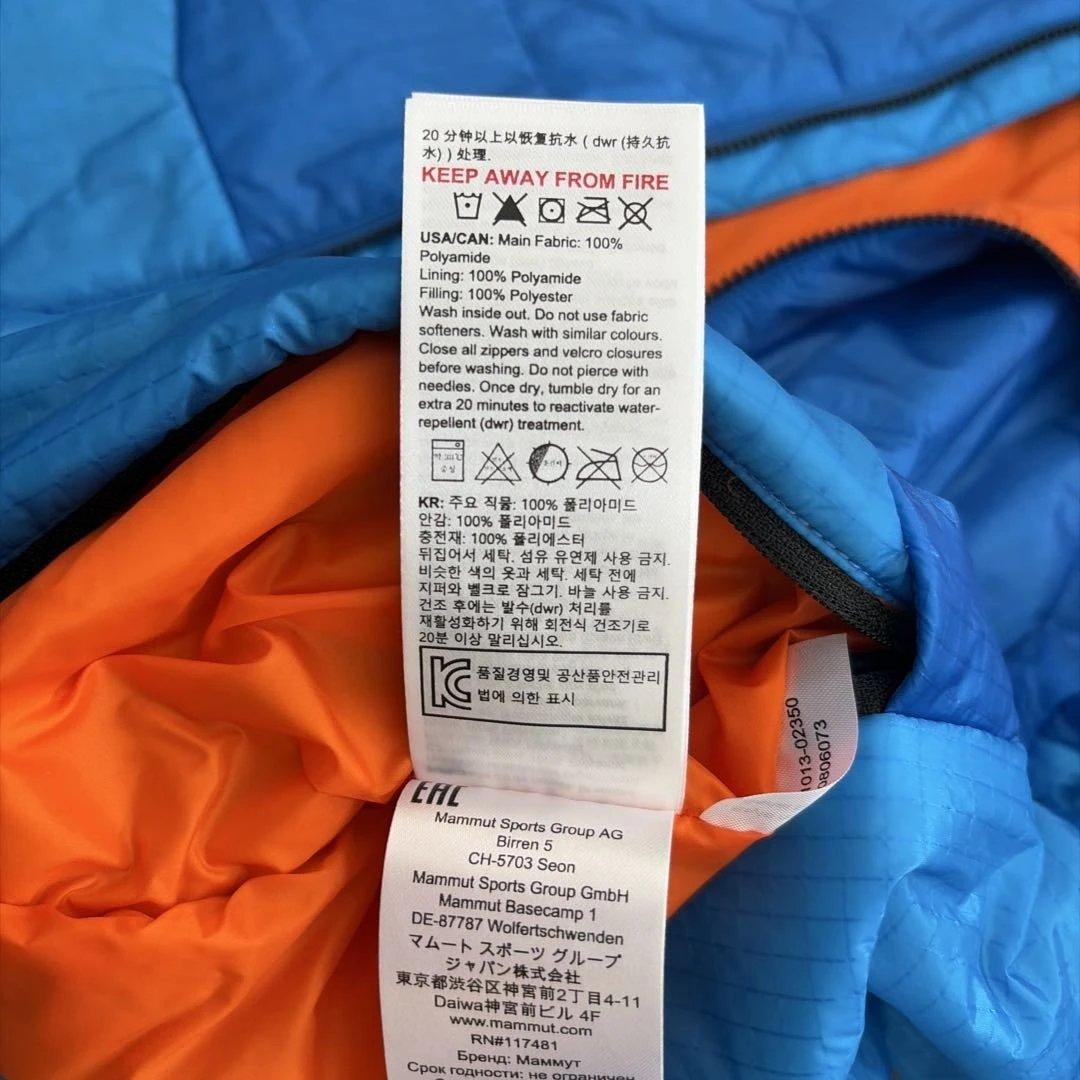 20 分钟以上以恢复抗水 ( dwr (持久抗
水) ) 处理.
KEEP AWAY FROM FIRE
USA/CAN: Main Fabric: 100%
Polyamide
Lining: 100% Polyamide
Filling: 100% Polyester
Wash inside out. Do not use fabric
softeners. Wash with similar colours.
Close all zippers and velcro closures
before washing. Do not pierce with
needles. Once dry, tumble dry for an
extra 20 minutes to reactivate water-
repellent (dwr) treatment.
KR: 주요 직물: 100% 폴리아미드
안감: 100% 폴리아미드
충전재: 100% 폴리에스터
뒤집어서 세탁. 섬유 유연제 사용 금지.
비슷한 색의 옷과 세탁. 세탁 전에
지퍼와 벨크로 잠그기. 바늘 사용 금지.
건조 후에는 발수(dwr) 처리를
재활성화하기 위해 회전식 건조기로
20분 이상 말리십시오.
품질경영및 공산품안전관리
법에 의한 표시
EAC
Mammut Sports Group AG
Birren 5
CH-5703 Seon
Mammut Sports Group GmbH
Mammut Basecamp 1
DE-87787 Wolfertschwenden
マムート スポーツ グループ
ジャパン株式会社
東京都渋谷区神宮前2丁目4-11
Daiwa神宮前ビル 4F
www.mammut.com
RN#117481
Бренд: Маммут
Срок годности: не ограничен
1013-02350
0806073